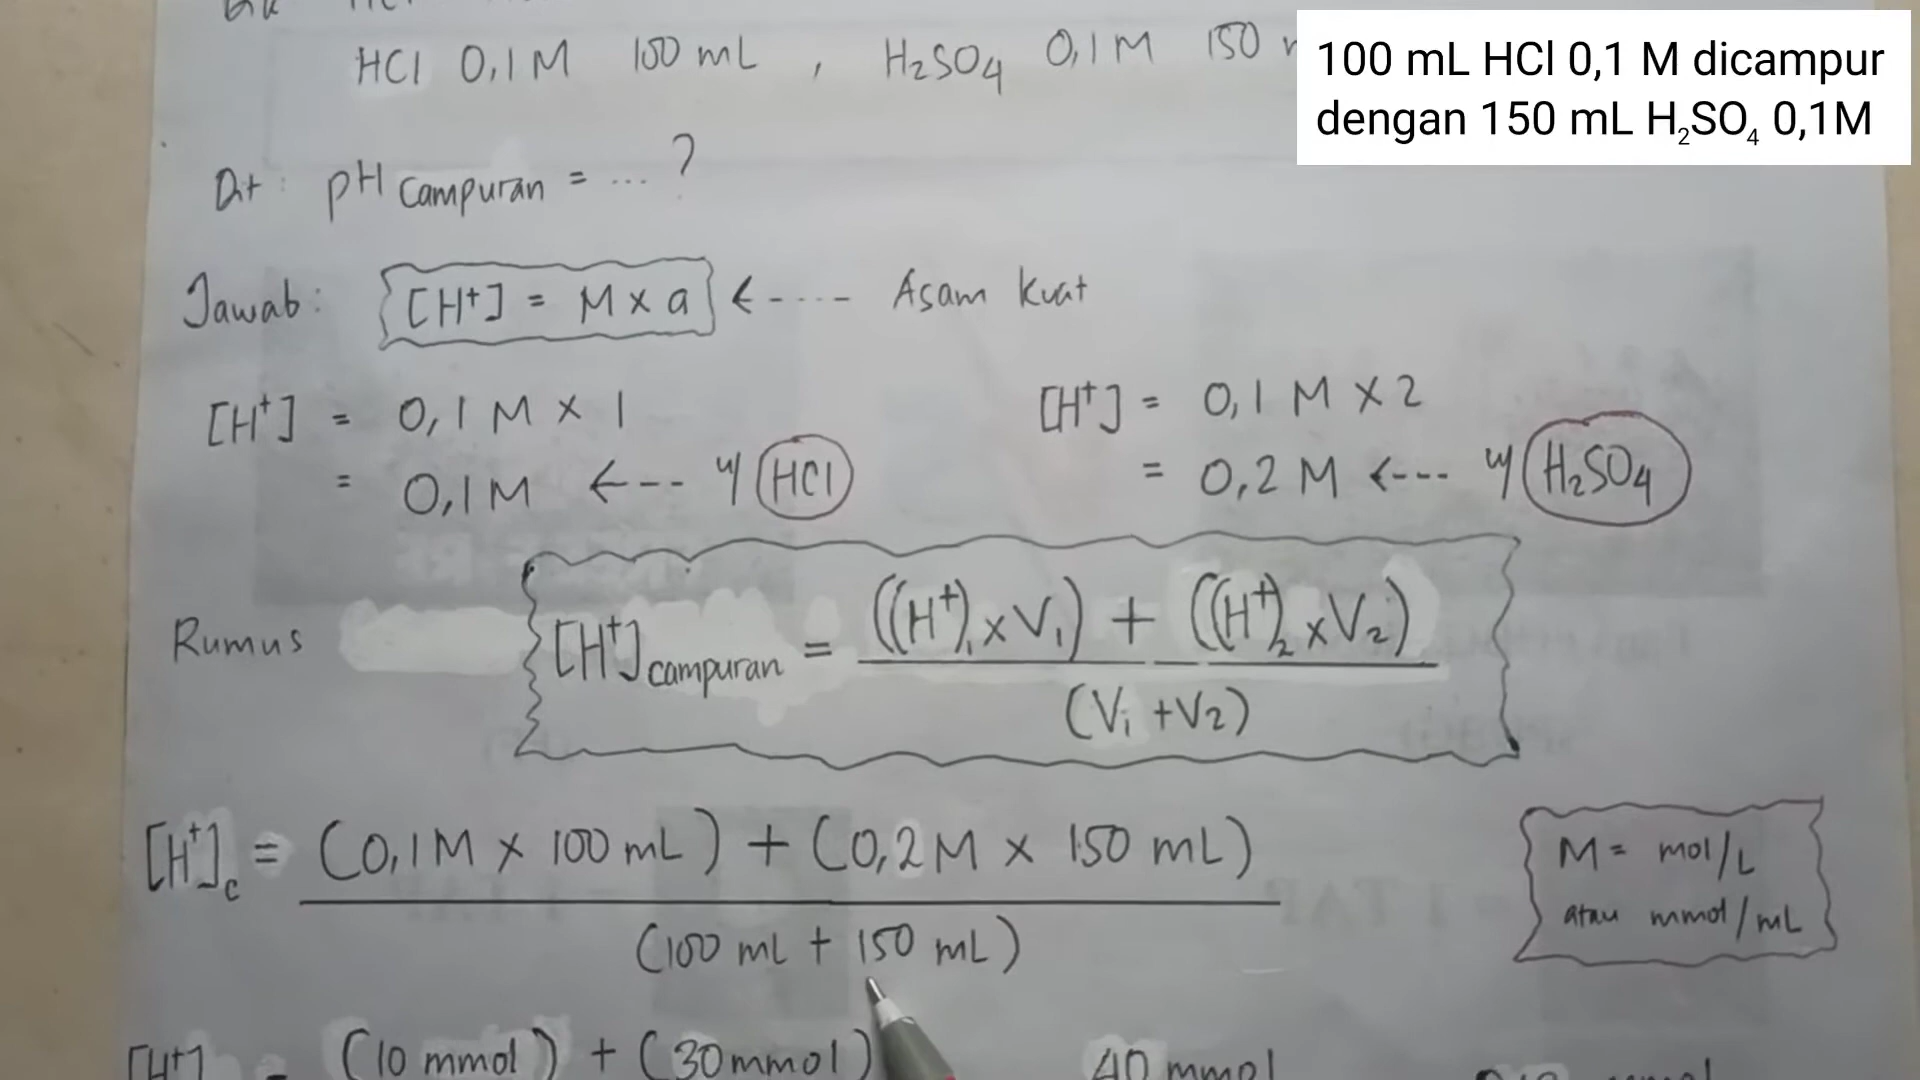 HCl 0,1 M 100 mL , H₂SO₄ 0,1 M 150
100 mL HCl 0,1 M dicampur
dengan 150 mL H₂SO₄ 0,1M
Dit : pH campuran = ... ?
Jawab : [H⁺] = M x a <---- Asam kuat
[H⁺] = 0,1 M x 1
= 0,1 M <--- u/ HCl
[H⁺] = 0,1 M x 2
= 0,2 M <--- u/ H₂SO₄
Rumus [H⁺] campuran = ((H⁺)₁ x V₁) + ((H⁺)₂ x V₂)
(V₁ + V₂)
[H⁺]c = (0,1 M x 100 mL) + (0,2 M x 150 mL)
(100 mL + 150 mL)
M = mol/L
atau mmol/mL
[H⁺] = (10 mmol) + (30 mmol) 40 mmol